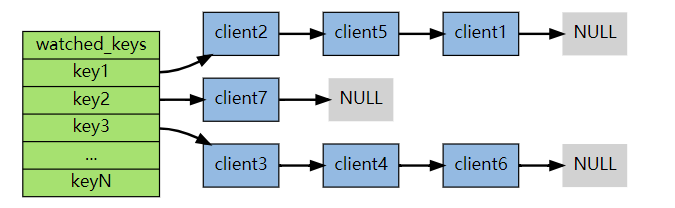 watched_keys
key1
key2
key3
...
keyN
client2
client5
client1
NULL
client7
NULL
client3
client4
client6
NULL